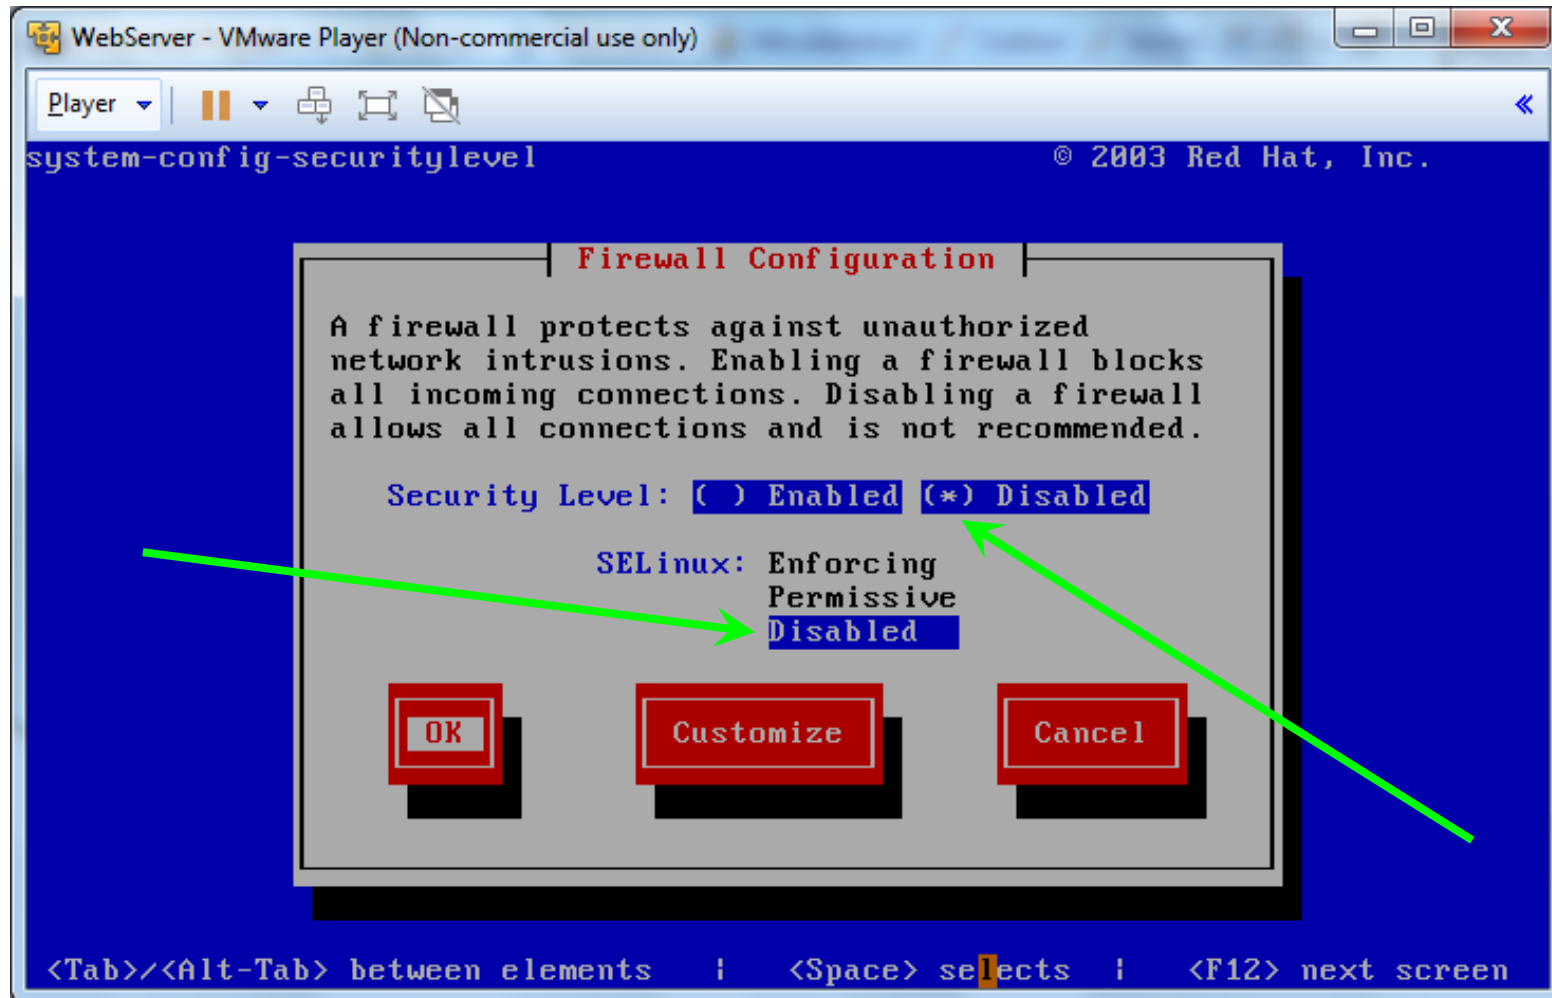 WebServer - VMware Player (Non-commercial use only)
Player
system-config-securitylevel © 2003 Red Hat, Inc.
Firewall Configuration
A firewall protects against unauthorized
network intrusions. Enabling a firewall blocks
all incoming connections. Disabling a firewall
allows all connections and is not recommended.
Security Level: ( ) Enabled (*) Disabled
SELinux: Enforcing
Permissive
Disabled
OK Customize Cancel
<Tab>/<Alt-Tab> between elements | <Space> selects | <F12> next screen